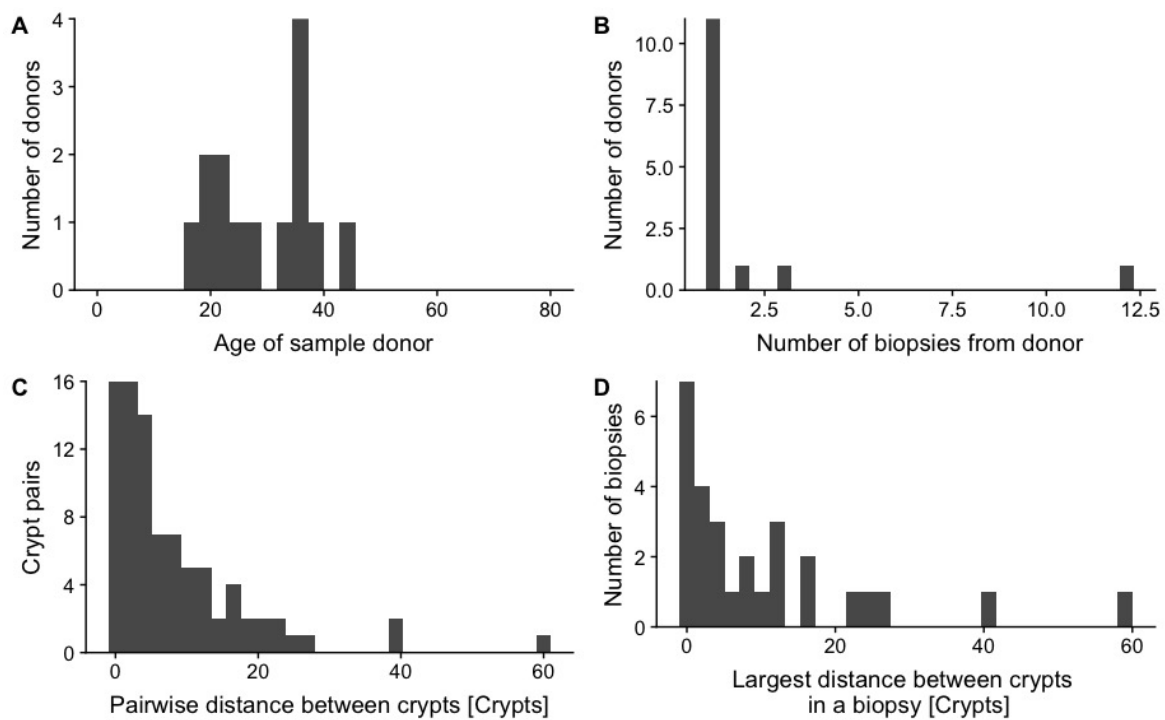 A
Number of donors
4
3
2
1
0
0 20 40 60 80
Age of sample donor
B
Number of donors
10.0
7.5
5.0
2.5
0.0
2.5 5.0 7.5 10.0 12.5
Number of biopsies from donor
C
Crypt pairs
16
12
8
4
0
0 20 40 60
Pairwise distance between crypts [Crypts]
D
Number of biopsies
6
4
2
0
0 20 40 60
Largest distance between crypts
in a biopsy [Crypts]